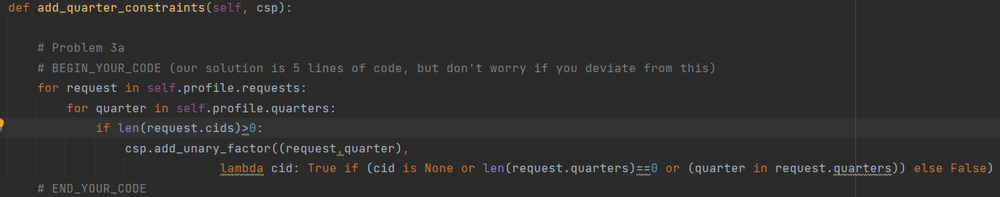 def add_quarter_constraints(self, csp):
# Problem 3a
# BEGIN_YOUR_CODE (our solution is 5 lines of code, but don't worry if you deviate from this)
for request in self.profile.requests:
for quarter in self.profile.quarters:
if len(request.cids)>0:
csp.add_unary_factor((request,quarter),
lambda cid: True if (cid is None or len(request.quarters)==0 or (quarter in request.quarters)) else False)
# END_YOUR_CODE